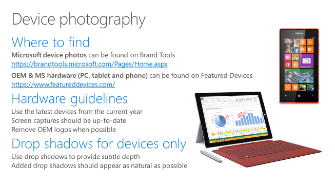 Device photography
Where to find
Microsoft device photos can be found on Brand Tools
https://brandtools.microsoft.com/Pages/Home.aspx
OEM & MS hardware (PC, tablet and phone) can be found on Featured Devices
https://www.featureddevices.com/
Hardware guidelines
Use the latest devices from the current year
Screen captures should be up-to-date
Remove OEM logos when possible
Drop shadows for devices only
Use drop shadows to provide subtle depth
Added drop shadows should appear as natural as possible